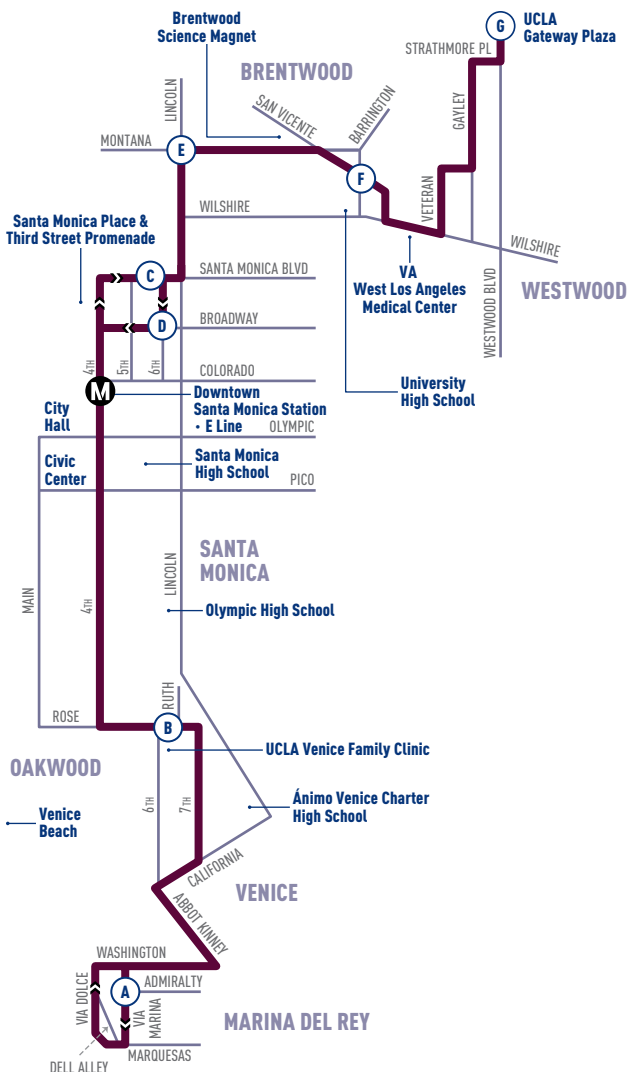 G
UCLA
Gateway Plaza
Brentwood
Science Magnet
STRATHMORE PL
BRENTWOOD
LINCOLN
SAN VICENTE
BARRINGTON
GAYLEY
MONTANA
E
F
VETERAN
WILSHIRE
Santa Monica Place &
Third Street Promenade
WILSHIRE
VA
West Los Angeles
Medical Center
WESTWOOD
WESTWOOD BLVD
C
SANTA MONICA BLVD
D
BROADWAY
4TH
5TH
6TH
COLORADO
M
Downtown
Santa Monica Station
• E Line
University
High School
City
Hall
OLYMPIC
Civic
Center
Santa Monica
High School
PICO
SANTA
MONICA
LINCOLN
MAIN
4TH
Olympic High School
RUTH
ROSE
B
UCLA Venice Family Clinic
OAKWOOD
6TH
7TH
Ánimo Venice Charter
High School
Venice
Beach
CALIFORNIA
VENICE
ABBOT KINNEY
WASHINGTON
A
ADMIRALTY
VIA DOLCE
VIA
MARINA
MARINA DEL REY
MARQUESAS
DELL ALLEY